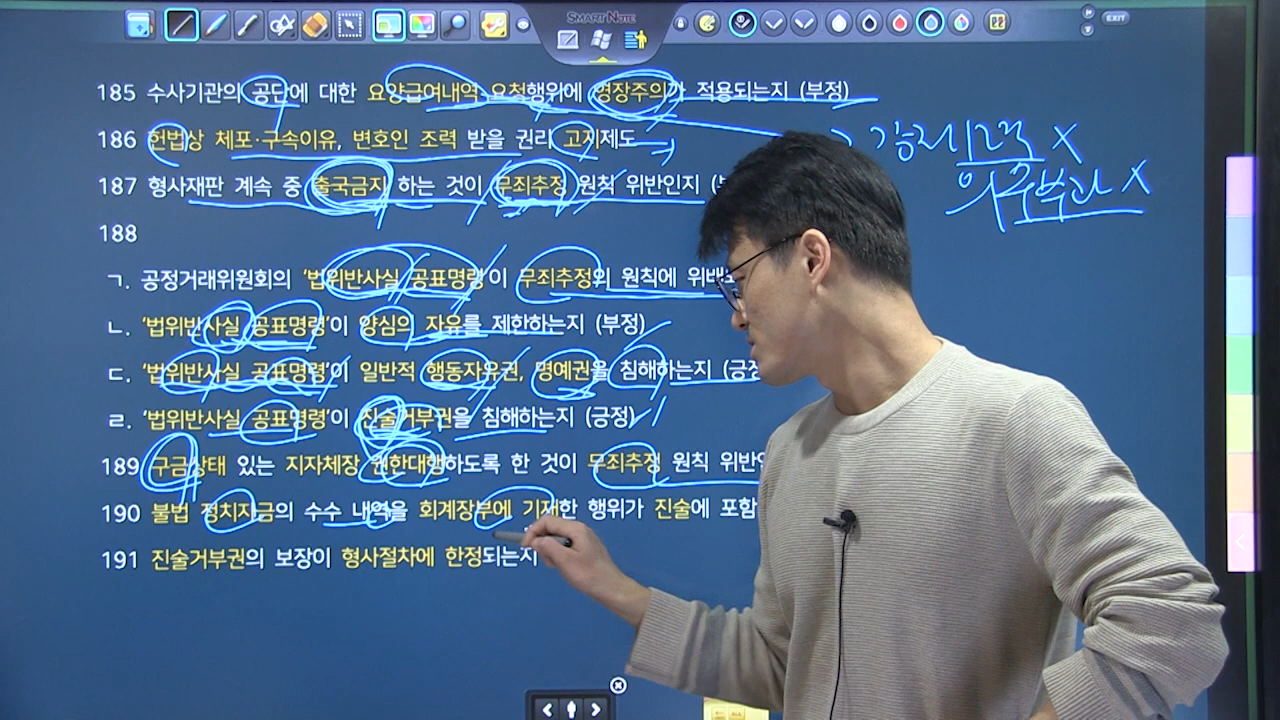 SMART NOTE
EXIT
185 수사기관의 공단에 대한 요양급여내역 요청행위에 영장주의가 적용되는지 (부정)
186 헌법상 체포·구속이유, 변호인 조력 받을 권리 고지제도
187 형사재판 계속 중 출국금지 하는 것이 무죄추정 원칙 위반인지
188
ㄱ. 공정거래위원회의 '법위반사실 공표명령'이 무죄추정의 원칙에
ㄴ. '법위반사실 공표명령'이 양심의 자유를 제한하는지 (부정)
ㄷ. '법위반사실 공표명령'이 일반적 행동자유권, 명예권을 침해하는지
ㄹ. '법위반사실 공표명령'이 진술거부권을 침해하는지 (긍정)
189 구금상태 있는 지자체장 권한대행하도록 한 것이 무죄추정 원칙
190 불법 정치자금의 수수 내역을 회계장부에 기재한 행위가 진술에
191 진술거부권의 보장이 형사절차에 한정되는지